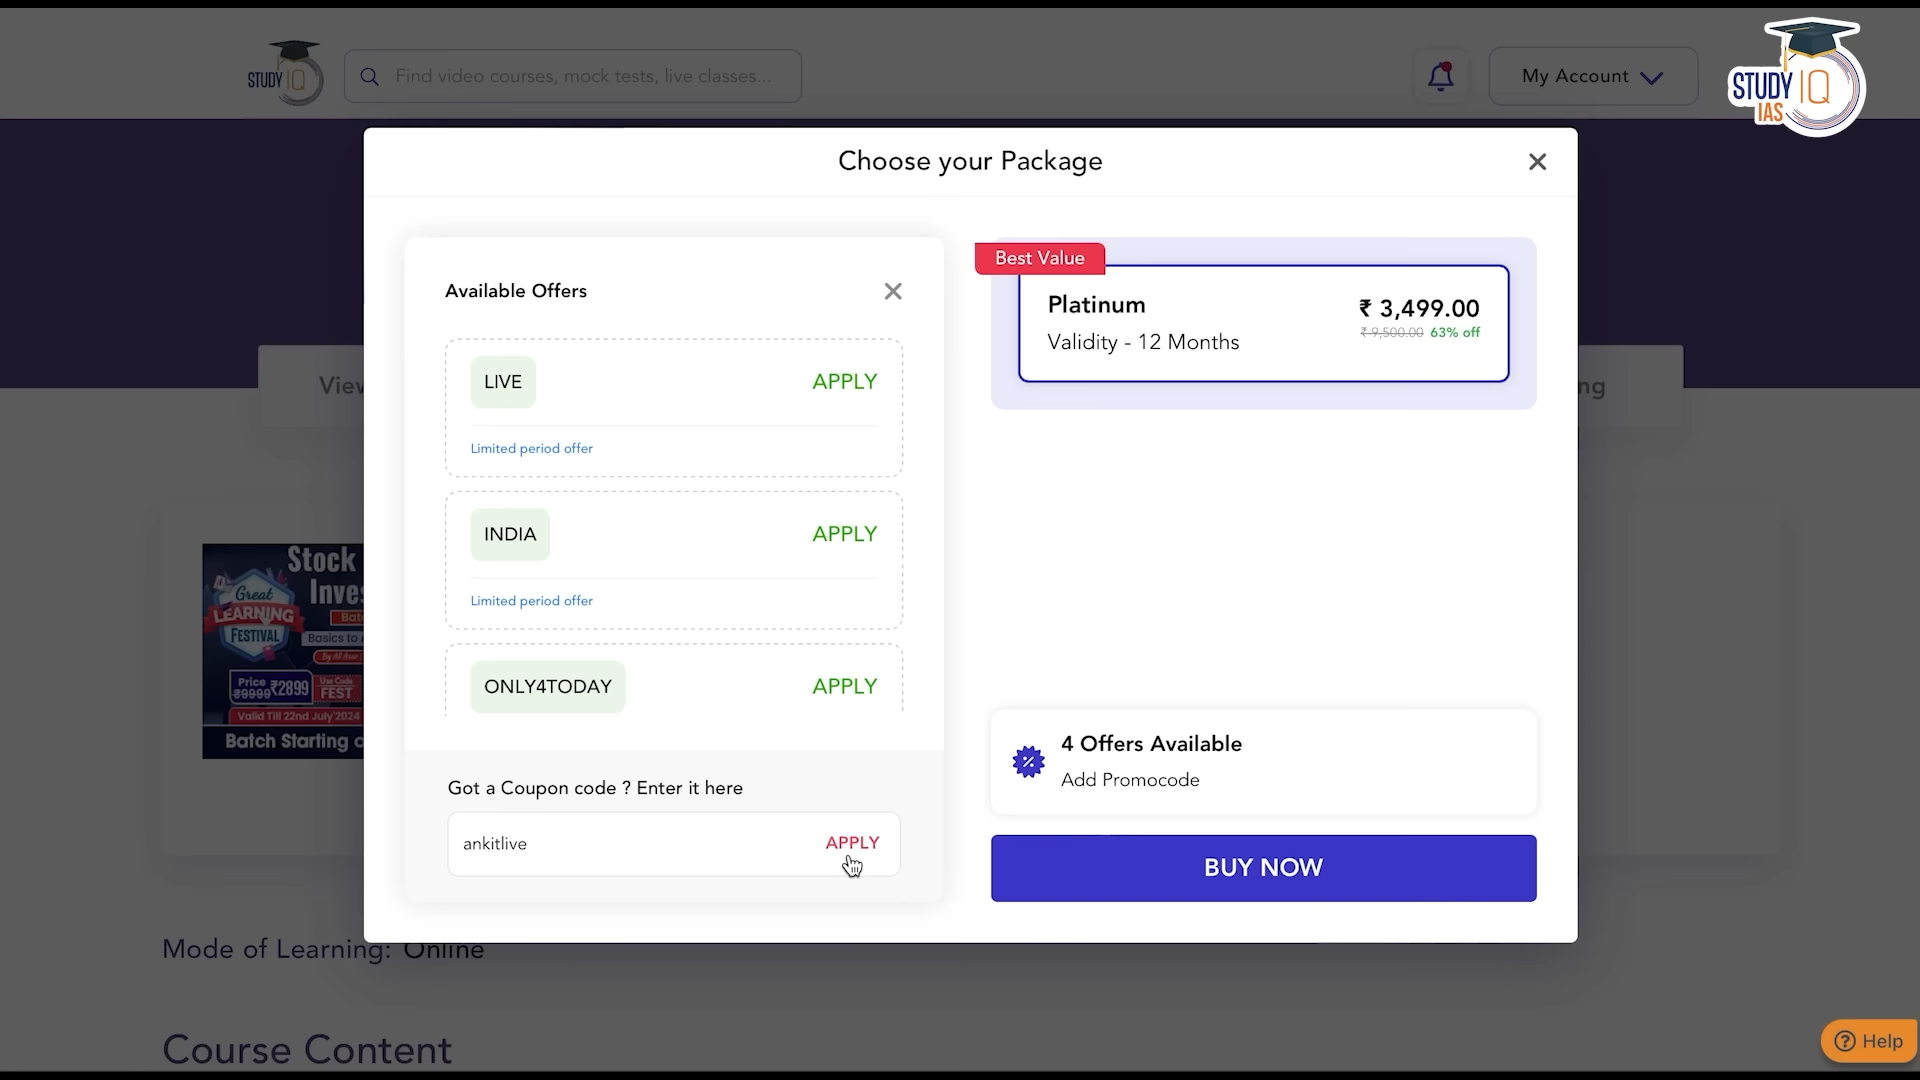 STUDY IQ
Find video courses, mock tests, live classes...
My Account
STUDY IQ
IAS
Choose your Package
Available Offers
LIVE
APPLY
Limited period offer
INDIA
APPLY
Limited period offer
ONLY4TODAY
APPLY
Got a Coupon code ? Enter it here
ankitlive
APPLY
Best Value
Platinum
₹ 3,499.00
Validity - 12 Months
₹ 9,500.00 63% off
4 Offers Available
Add Promocode
BUY NOW
Stock
Great
LEARNING
FESTIVAL
Price
₹9999 ₹2899
Use Code
FEST
Valid Till 22nd July'2024
Batch Starting
Mode of Learning: Online
Course Content
Help